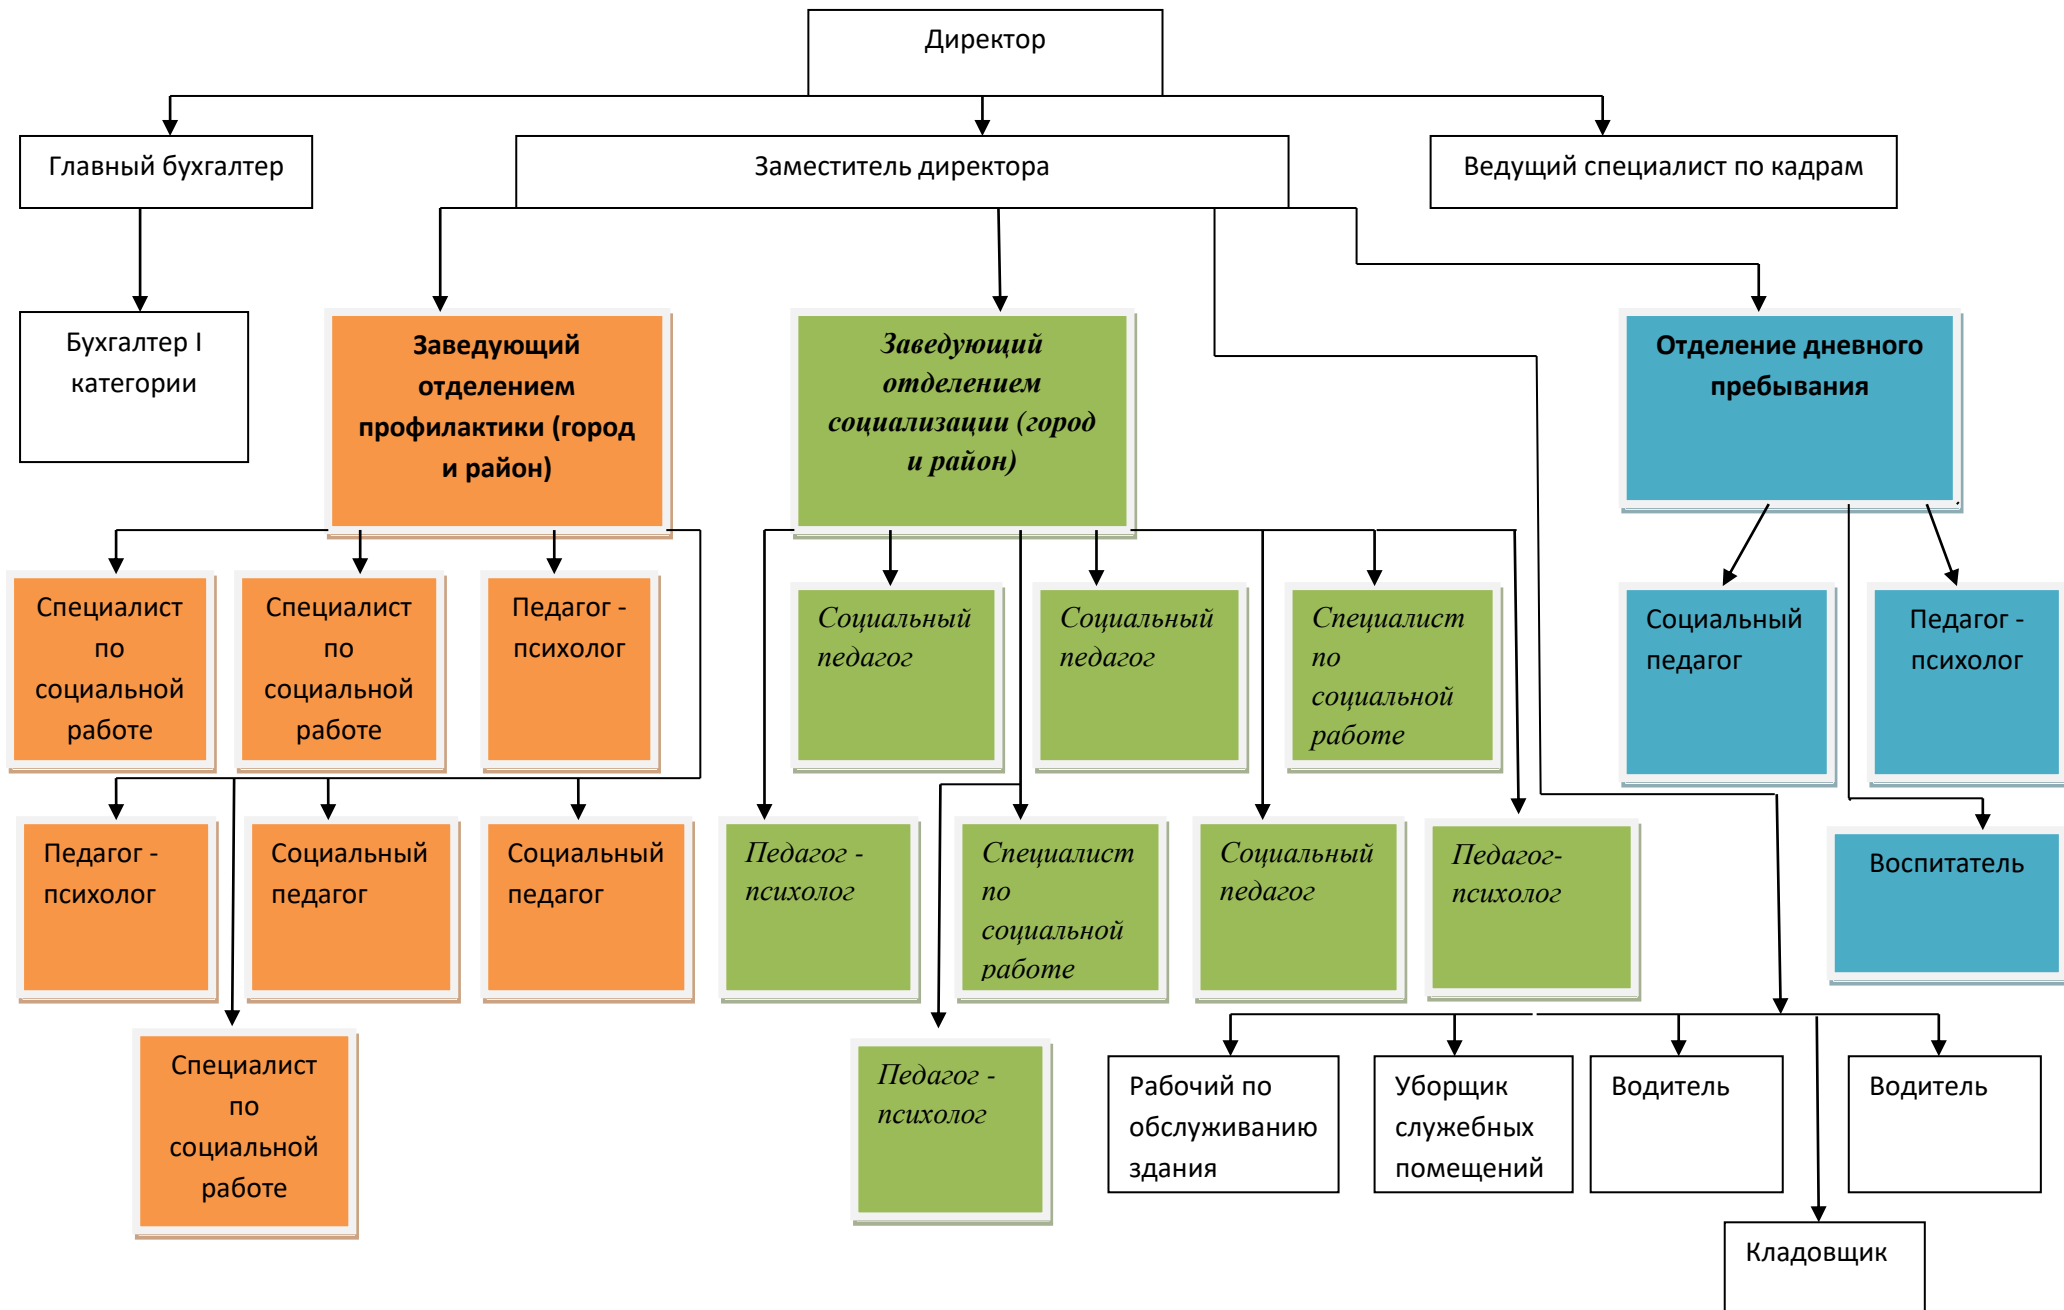 Директор
Главный бухгалтер
Заместитель директора
Ведущий специалист по кадрам
Бухгалтер I
категории
Заведующий
отделением
профилактики (город
и район)
Заведующий
отделением
социализации (город
и район)
Отделение дневного
пребывания
Специалист
по
социальной
работе
Специалист
по
социальной
работе
Педагог -
психолог
Социальный
педагог
Социальный
педагог
Специалист
по
социальной
работе
Социальный
педагог
Педагог -
психолог
Педагог -
психолог
Социальный
педагог
Социальный
педагог
Педагог -
психолог
Специалист
по
социальной
работе
Социальный
педагог
Педагог-
психолог
Воспитатель
Специалист
по
социальной
работе
Педагог -
психолог
Рабочий по
обслуживанию
здания
Уборщик
служебных
помещений
Водитель
Водитель
Кладовщик